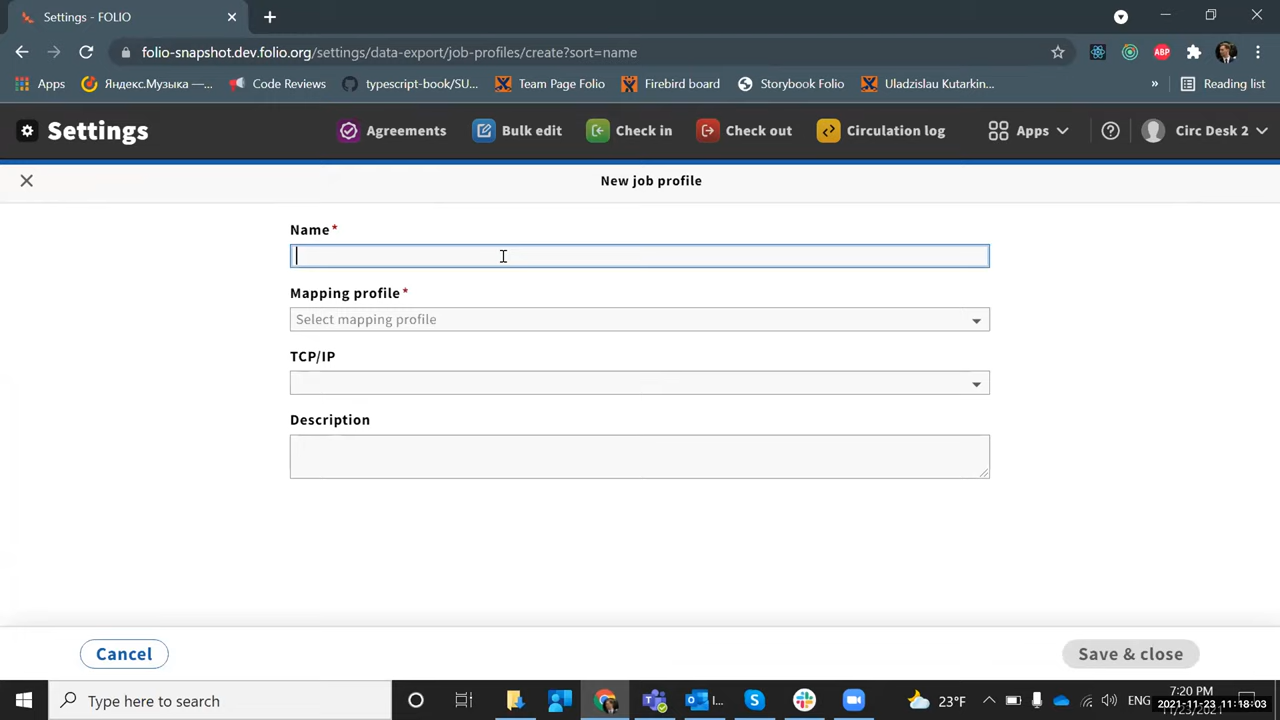 Settings - FOLIO
folio-snapshot.dev.folio.org/settings/data-export/job-profiles/create?sort=name
Apps
Яндекс.Музыка —...
Code Reviews
typescript-book/SU...
Team Page Folio
Firebird board
Storybook Folio
Uladzislau Kutarkin...
»
Reading list
ABP
Settings
Agreements
Bulk edit
Check in
Check out
Circulation log
Apps
Circ Desk 2
New job profile
Name*
Mapping profile*
Select mapping profile
TCP/IP
Description
Cancel
Save & close
Type here to search
I...
23°F
ENG
7:20 PM
2021-11-23 11:18:03